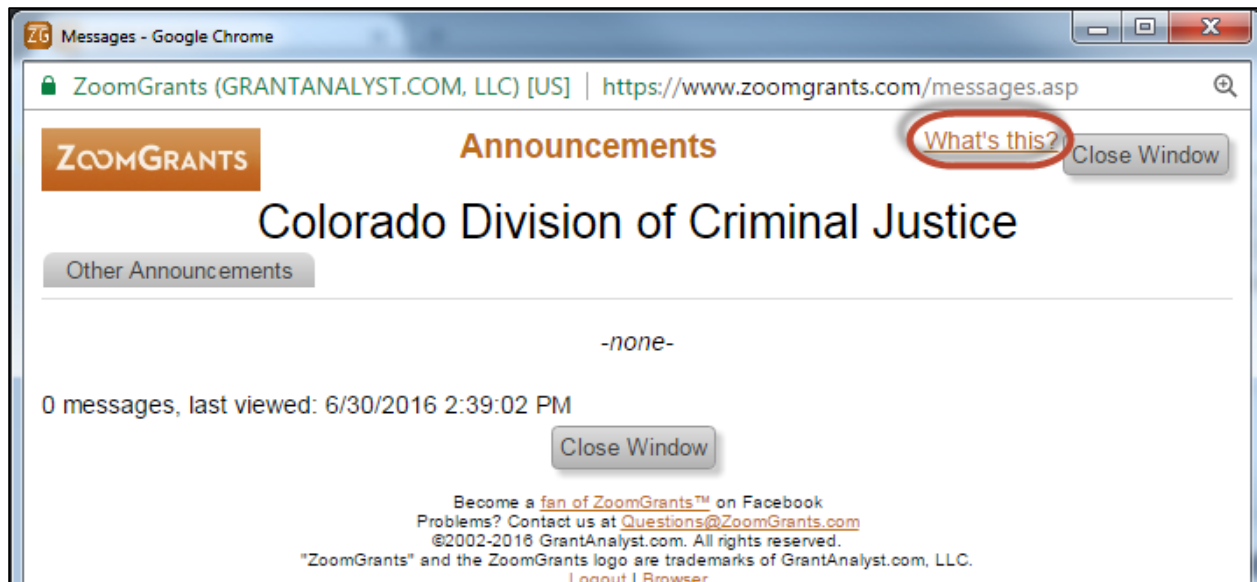 ZG Messages - Google Chrome
ZoomGrants (GRANTANALYST.COM, LLC) [US] | https://www.zoomgrants.com/messages.asp
ZOOMGRANTS Announcements What's this? Close Window
Colorado Division of Criminal Justice
Other Announcements
-none-
0 messages, last viewed: 6/30/2016 2:39:02 PM
Close Window
Become a fan of ZoomGrants™ on Facebook
Problems? Contact us at Questions@ZoomGrants.com
©2002-2016 GrantAnalyst.com. All rights reserved.
"ZoomGrants" and the ZoomGrants logo are trademarks of GrantAnalyst.com, LLC.
Logout | Browser